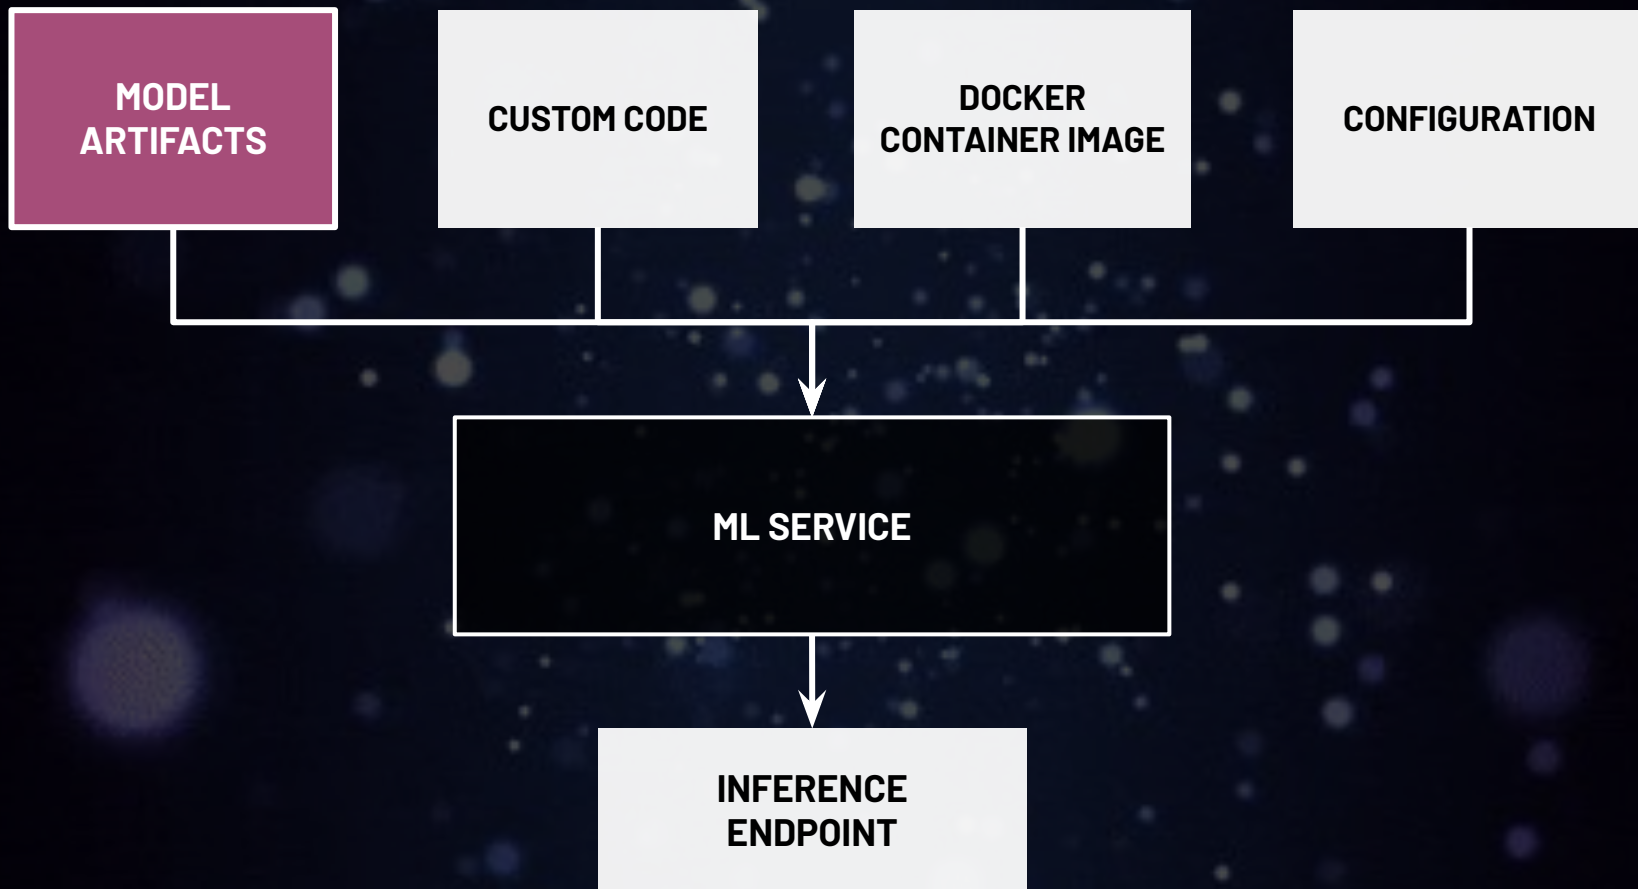 MODEL
ARTIFACTS
CUSTOM CODE
DOCKER
CONTAINER IMAGE
CONFIGURATION
ML SERVICE
INFERENCE
ENDPOINT